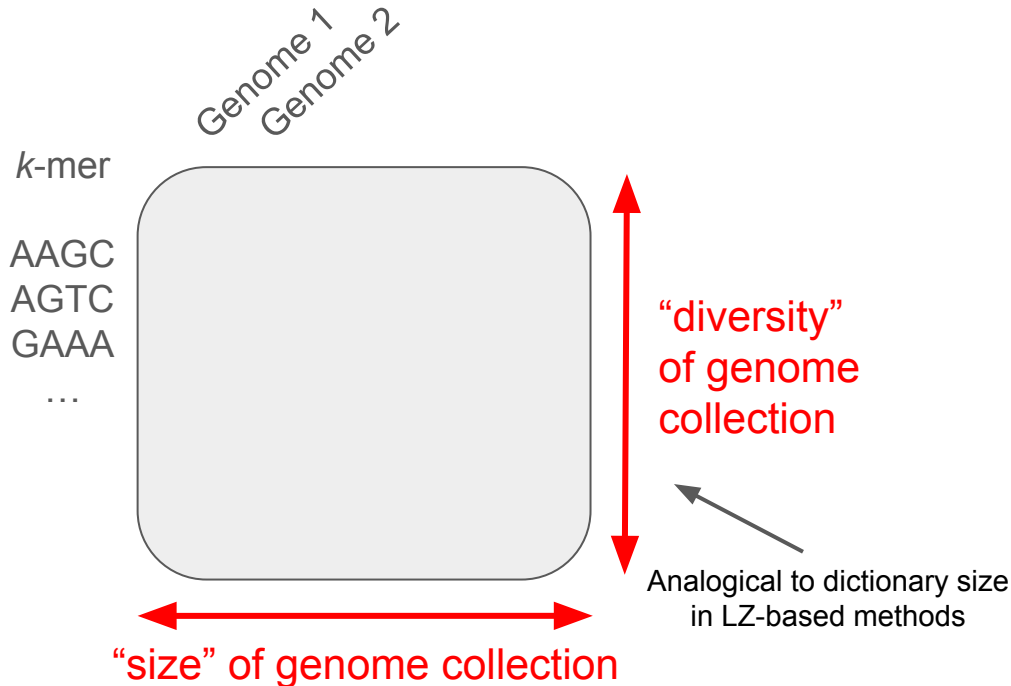 Genome 1
Genome 2
k-mer
AAGC
AGTC
GAAA
…
“diversity”
of genome
collection
Analogical to dictionary size
in LZ-based methods
“size” of genome collection